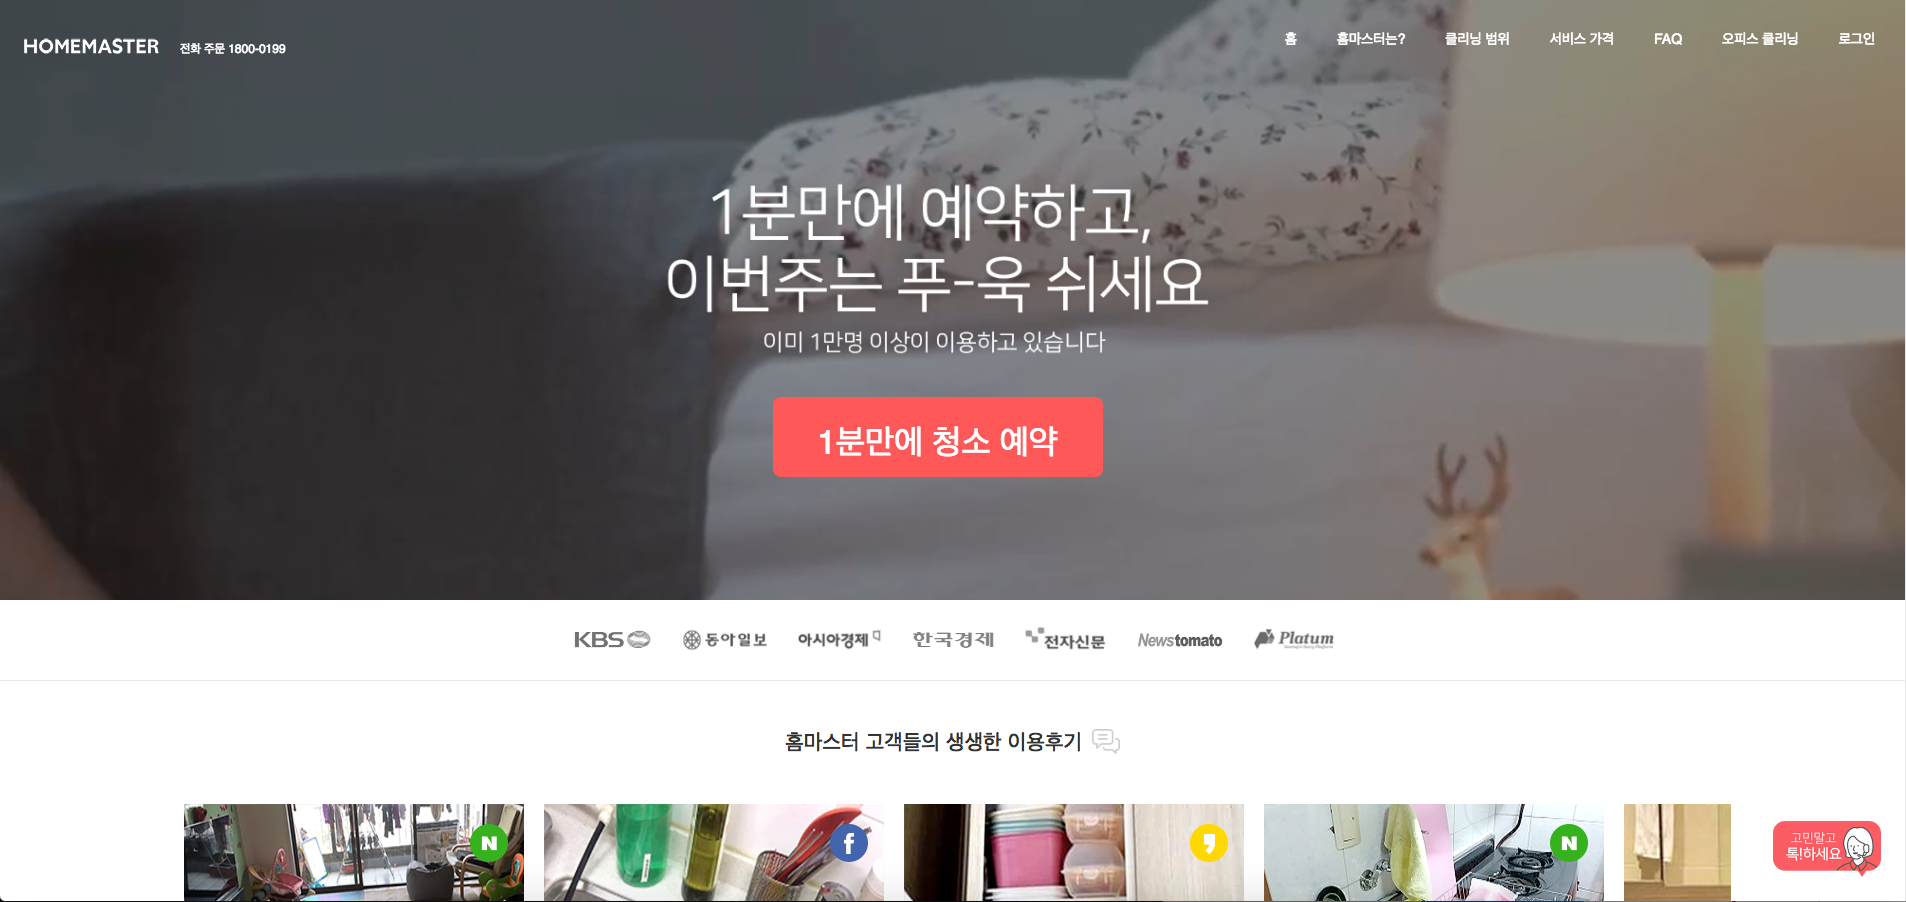 HOMEMASTER 전화 주문 1800-0199
홈 홈마스터는? 클리닝 범위 서비스 가격 FAQ 오피스 클리닝 로그인
1분만에 예약하고,
이번주는 푸-욱 쉬세요
이미 1만명 이상이 이용하고 있습니다
1분만에 청소 예약
KBS 동아일보 아시아경제 한국경제 전자신문 Newstomato Platum
홈마스터 고객들의 생생한 이용후기
N f N
고민말고
톡!하세요